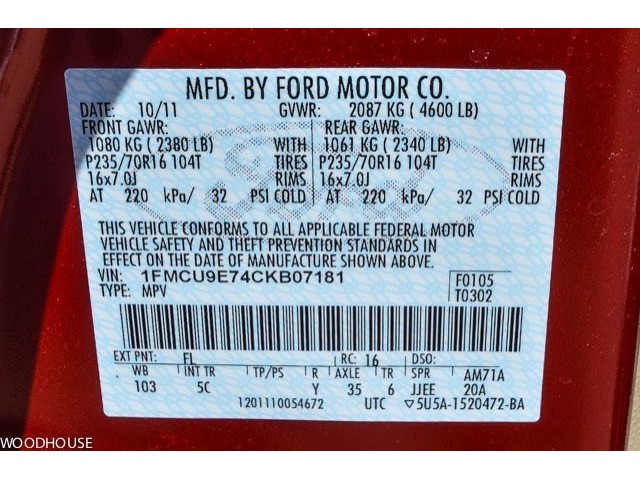 MFD. BY FORD MOTOR CO.
DATE: 10/11 GVWR: 2087 KG ( 4600 LB)
FRONT GAWR: REAR GAWR:
1080 KG ( 2380 LB) WITH 1061 KG ( 2340 LB) WITH
P235/70R16 104T TIRES P235/70R16 104T TIRES
16x7.0J RIMS 16x7.0J RIMS
AT 220 kPa/ 32 PSI COLD AT 220 kPa/ 32 PSI COLD
THIS VEHICLE CONFORMS TO ALL APPLICABLE FEDERAL MOTOR
VEHICLE SAFETY AND THEFT PREVENTION STANDARDS IN
EFFECT ON THE DATE OF MANUFACTURE SHOWN ABOVE.
VIN: 1FMCU9E74CKB07181 F0105
TYPE: MPV T0302
EXT PNT: FL RC: 16 DSO:
WB INT TR TP/PS R AXLE TR SPR AM71A
103 5C Y 35 6 JJEE 20A
1201110054672 UTC ▽5U5A-1520472-BA
WOODHOUSE